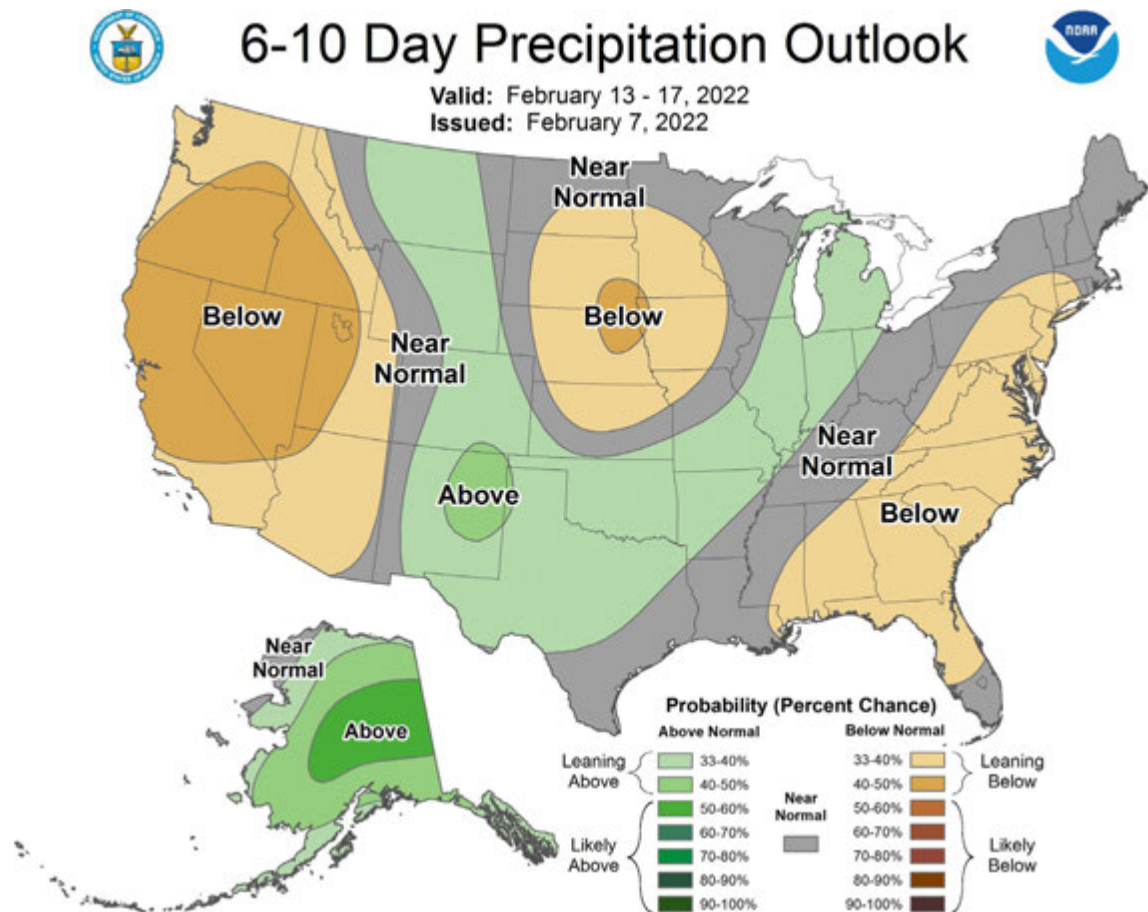 6-10 Day Precipitation Outlook
NOAA
Valid: February 13 - 17, 2022
Issued: February 7, 2022
Near
Normal
Below
Near
Normal
Below
Above
Near
Normal
Below
Near
Normal
Above
Probability (Percent Chance)
Above Normal
Below Normal
Leaning
Above
33-40%
40-50%
Likely
Above
50-60%
60-70%
70-80%
80-90%
90-100%
Near
Normal
33-40%
40-50%
Leaning
Below
50-60%
60-70%
70-80%
80-90%
90-100%
Likely
Below